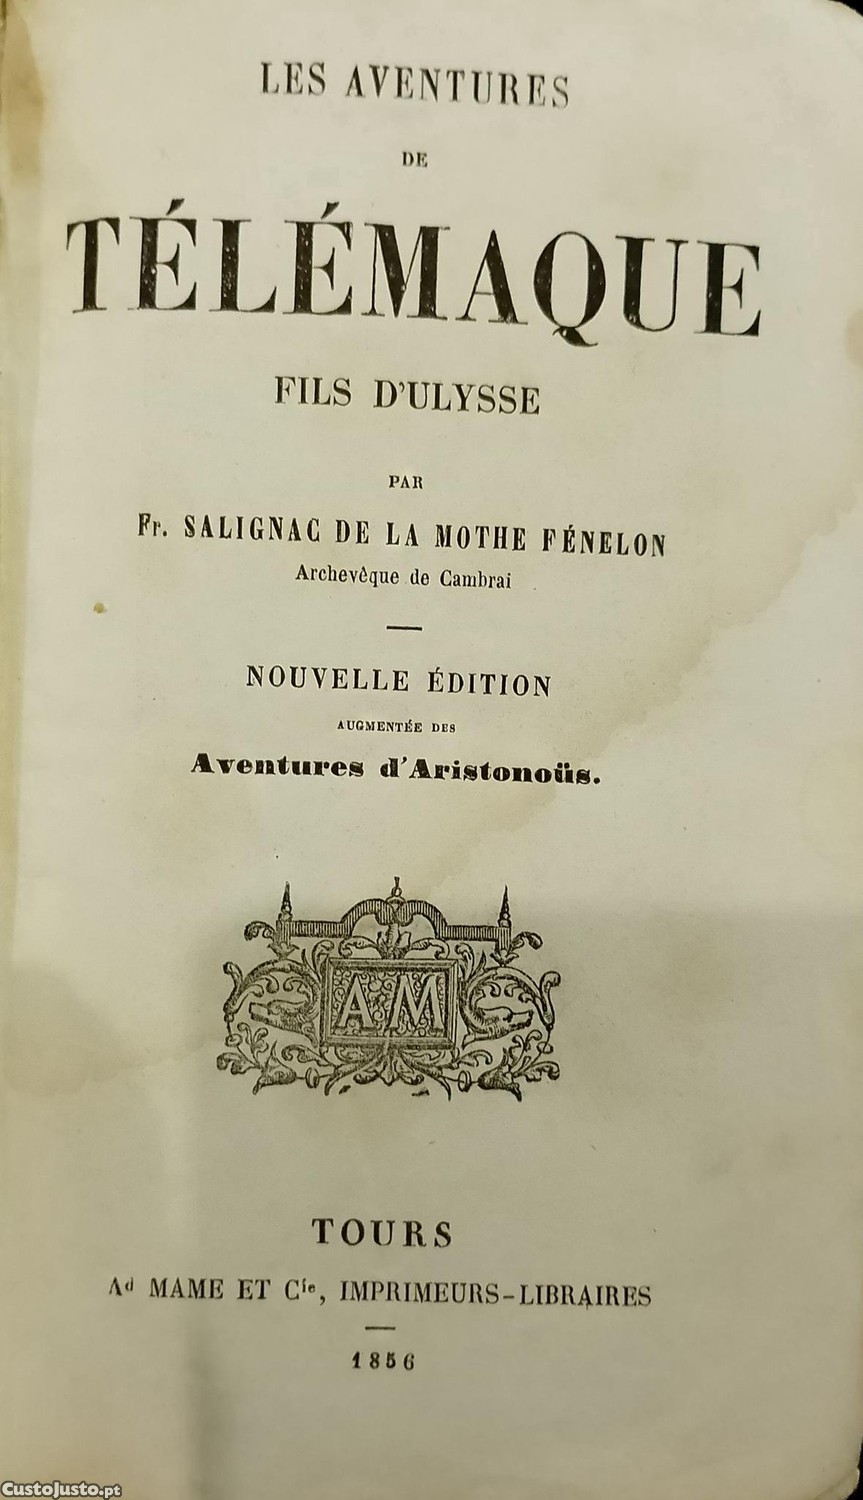 LES AVENTURES
DE
TÉLÉMAQUE
FILS D'ULYSSE
PAR
Fr. SALIGNAC DE LA MOTHE FÉNELON
Archevêque de Cambrai
NOUVELLE ÉDITION
AUGMENTÉE DES
Aventures d'Aristonoüs.
AM
TOURS
Ad MAME ET Cie, IMPRIMEURS-LIBRAIRES
1856
CustoJusto.pt